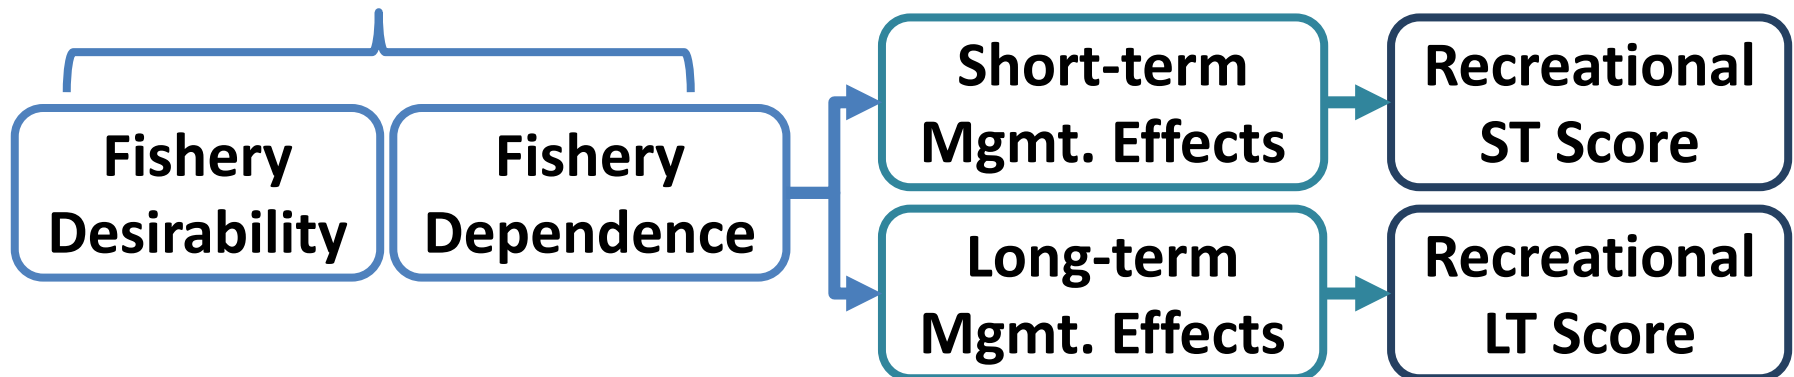 Fishery
Desirability
Fishery
Dependence
Short-term
Mgmt. Effects
Recreational
ST Score
Long-term
Mgmt. Effects
Recreational
LT Score